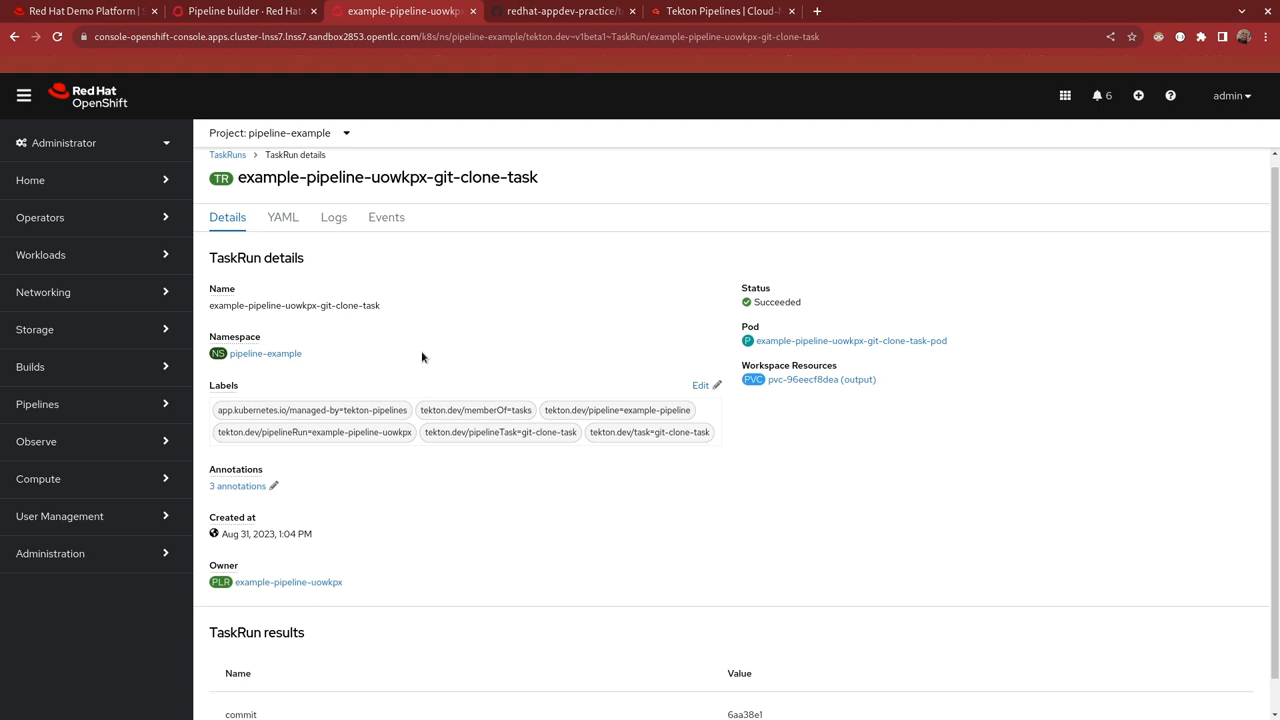 Red Hat Demo Platform |
Pipeline builder · Red Hat
example-pipeline-uowkpx
redhat-appdev-practice/t
Tekton Pipelines | Cloud-
console-openshift-console.apps.cluster-lnss7.lnss7.sandbox2853.opentlc.com/k8s/ns/pipeline-example/tekton.dev~v1beta1~TaskRun/example-pipeline-uowkpx-git-clone-task
Red Hat
OpenShift
6
admin
Administrator
Home
Operators
Workloads
Networking
Storage
Builds
Pipelines
Observe
Compute
User Management
Administration
Project: pipeline-example
TaskRuns > TaskRun details
TR example-pipeline-uowkpx-git-clone-task
Details YAML Logs Events
TaskRun details
Name
example-pipeline-uowkpx-git-clone-task
Namespace
NS pipeline-example
Labels Edit
app.kubernetes.io/managed-by=tekton-pipelines tekton.dev/memberOf=tasks tekton.dev/pipeline=example-pipeline
tekton.dev/pipelineRun=example-pipeline-uowkpx tekton.dev/pipelineTask=git-clone-task tekton.dev/task=git-clone-task
Annotations
3 annotations
Created at
Aug 31, 2023, 1:04 PM
Owner
PLR example-pipeline-uowkpx
Status
Succeeded
Pod
P example-pipeline-uowkpx-git-clone-task-pod
Workspace Resources
PVC pvc-96eecf8dea (output)
TaskRun results
Name Value
commit 6aa38e1